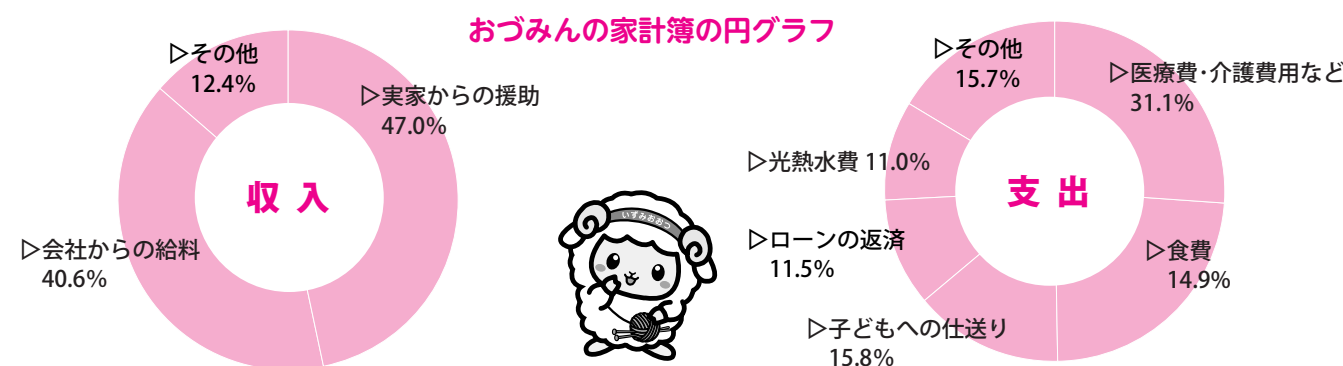 おづみんの家計簿の円グラフ
収入
▷実家からの援助
47.0%
▷会社からの給料
40.6%
▷その他
12.4%
いずみおおつ
支出
▷医療費・介護費用など
31.1%
▷食費
14.9%
▷子どもへの仕送り
15.8%
▷ローンの返済
11.5%
▷光熱水費 11.0%
▷その他
15.7%